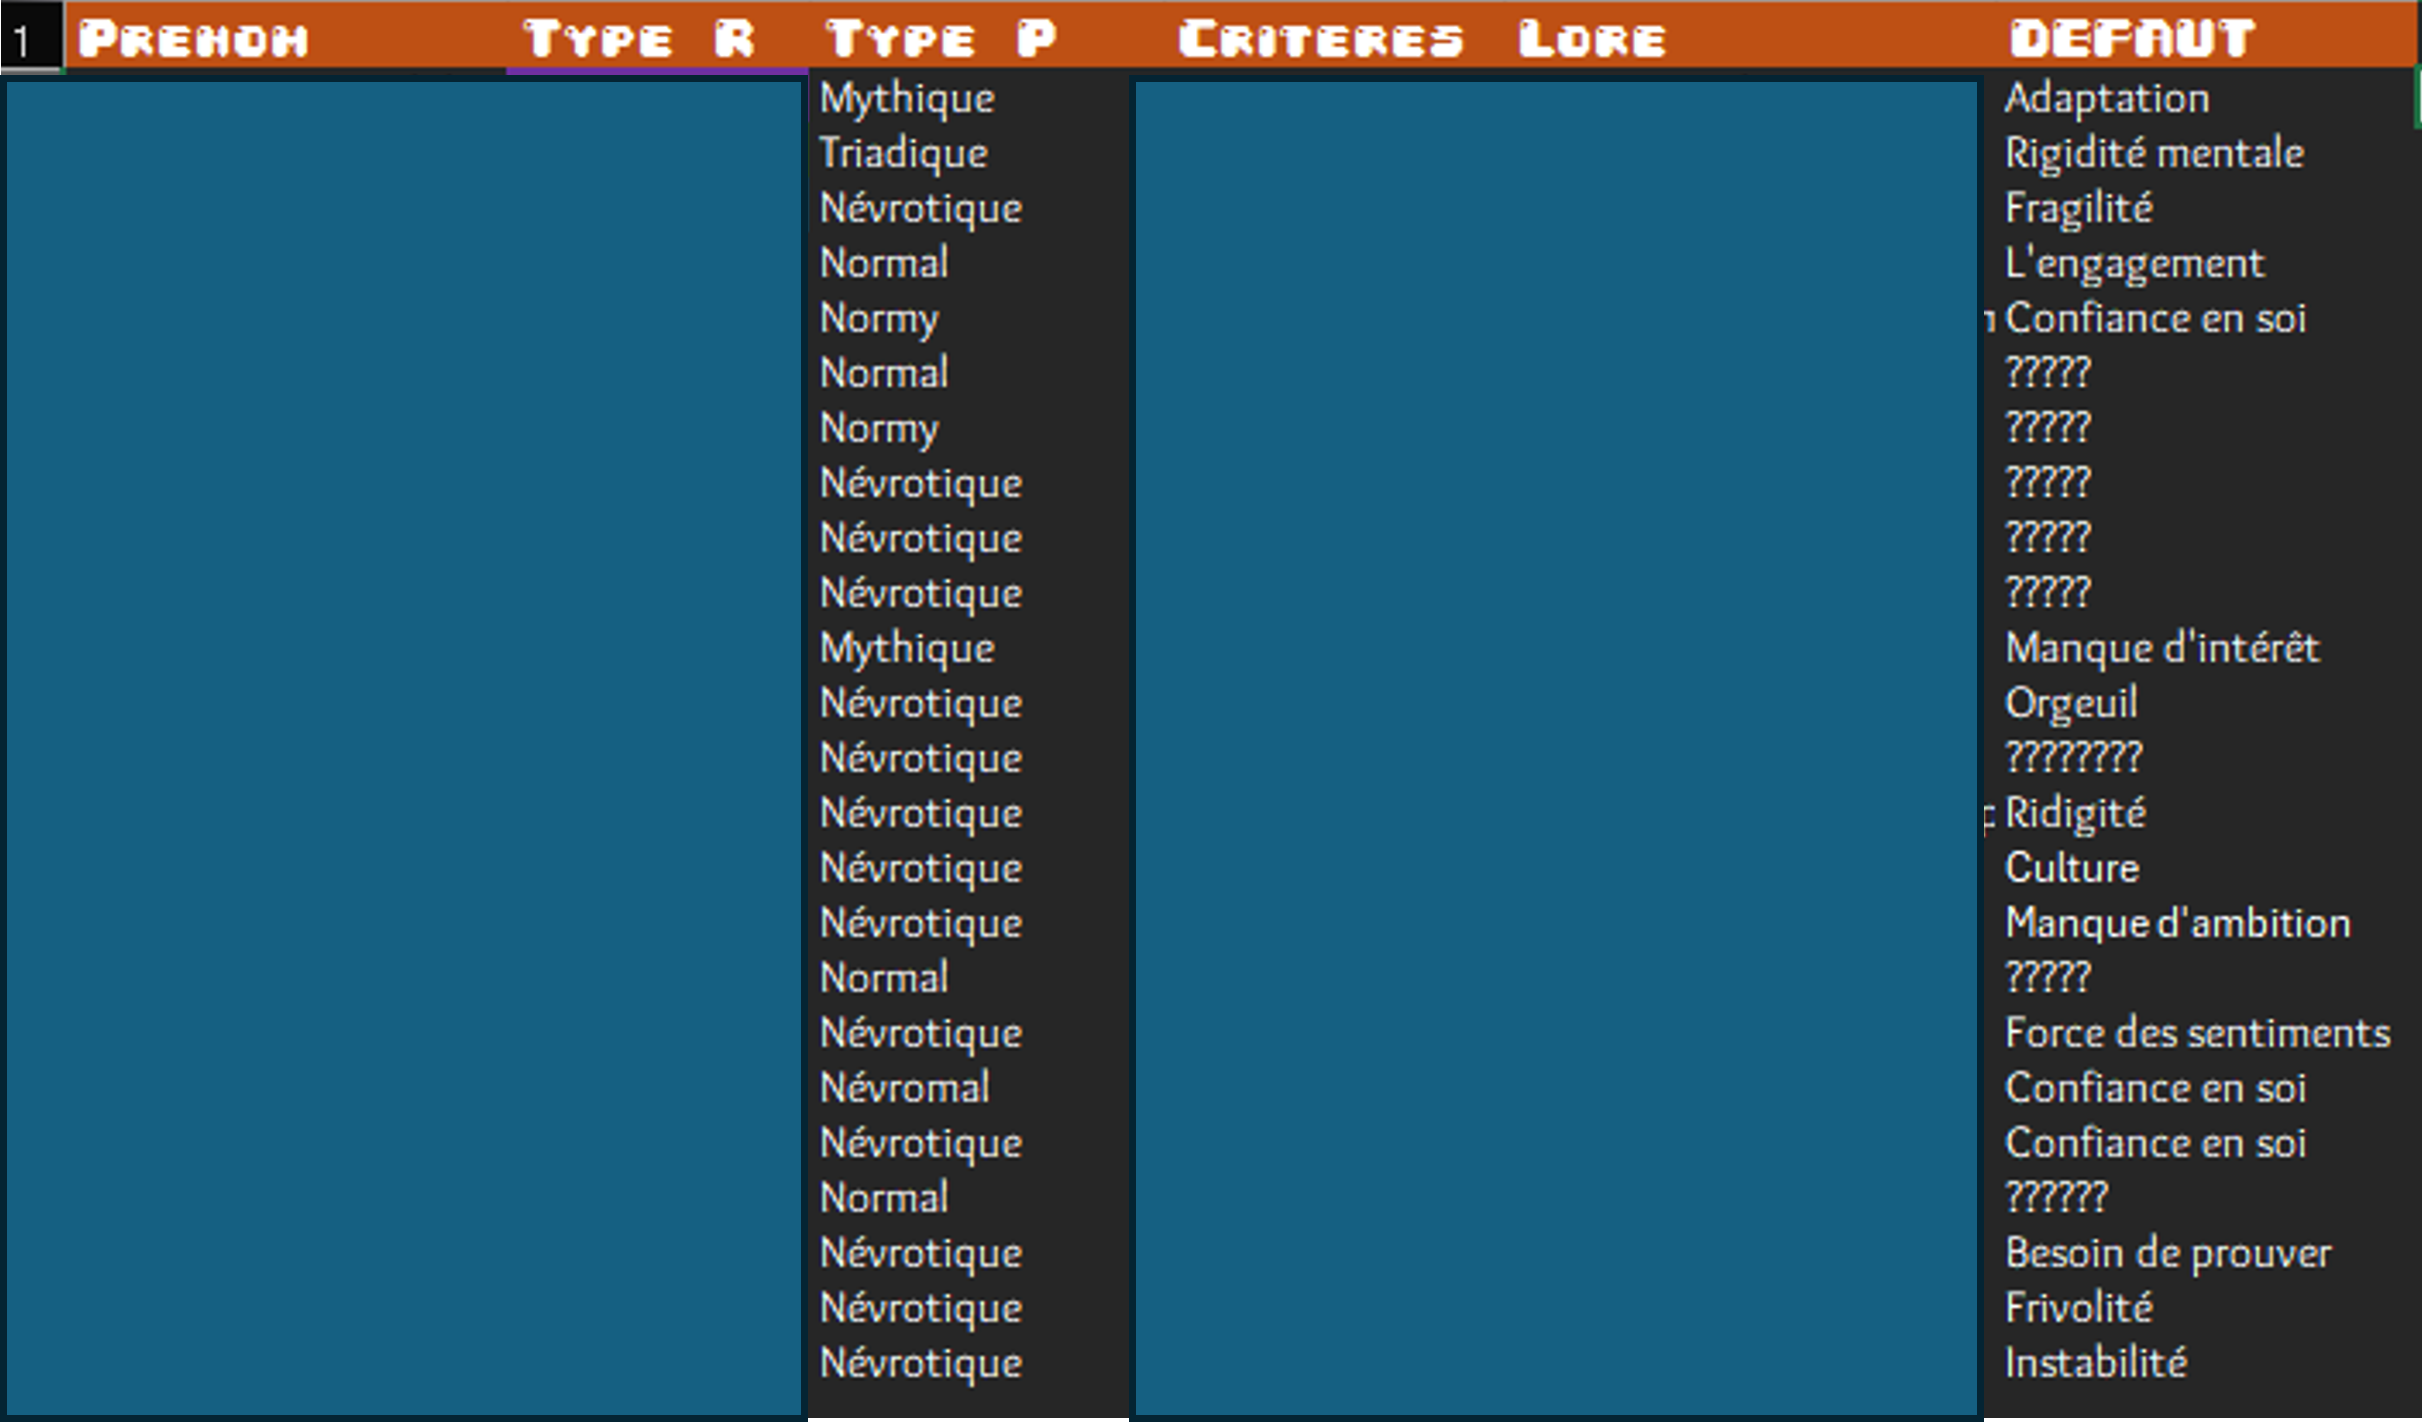 1 PRENOM TYPE R TYPE P CRITERES LORE DEFAUT
Mythique Adaptation
Triadique Rigidité mentale
Névrotique Fragilité
Normal L'engagement
Normy Confiance en soi
Normal ?????
Normy ?????
Névrotique ?????
Névrotique ?????
Névrotique ?????
Mythique Manque d'intérêt
Névrotique Orgeuil
Névrotique ????????
Névrotique Ridigité
Névrotique Culture
Névrotique Manque d'ambition
Normal ?????
Névrotique Force des sentiments
Névromal Confiance en soi
Névrotique Confiance en soi
Normal ??????
Névrotique Besoin de prouver
Névrotique Frivolité
Névrotique Instabilité